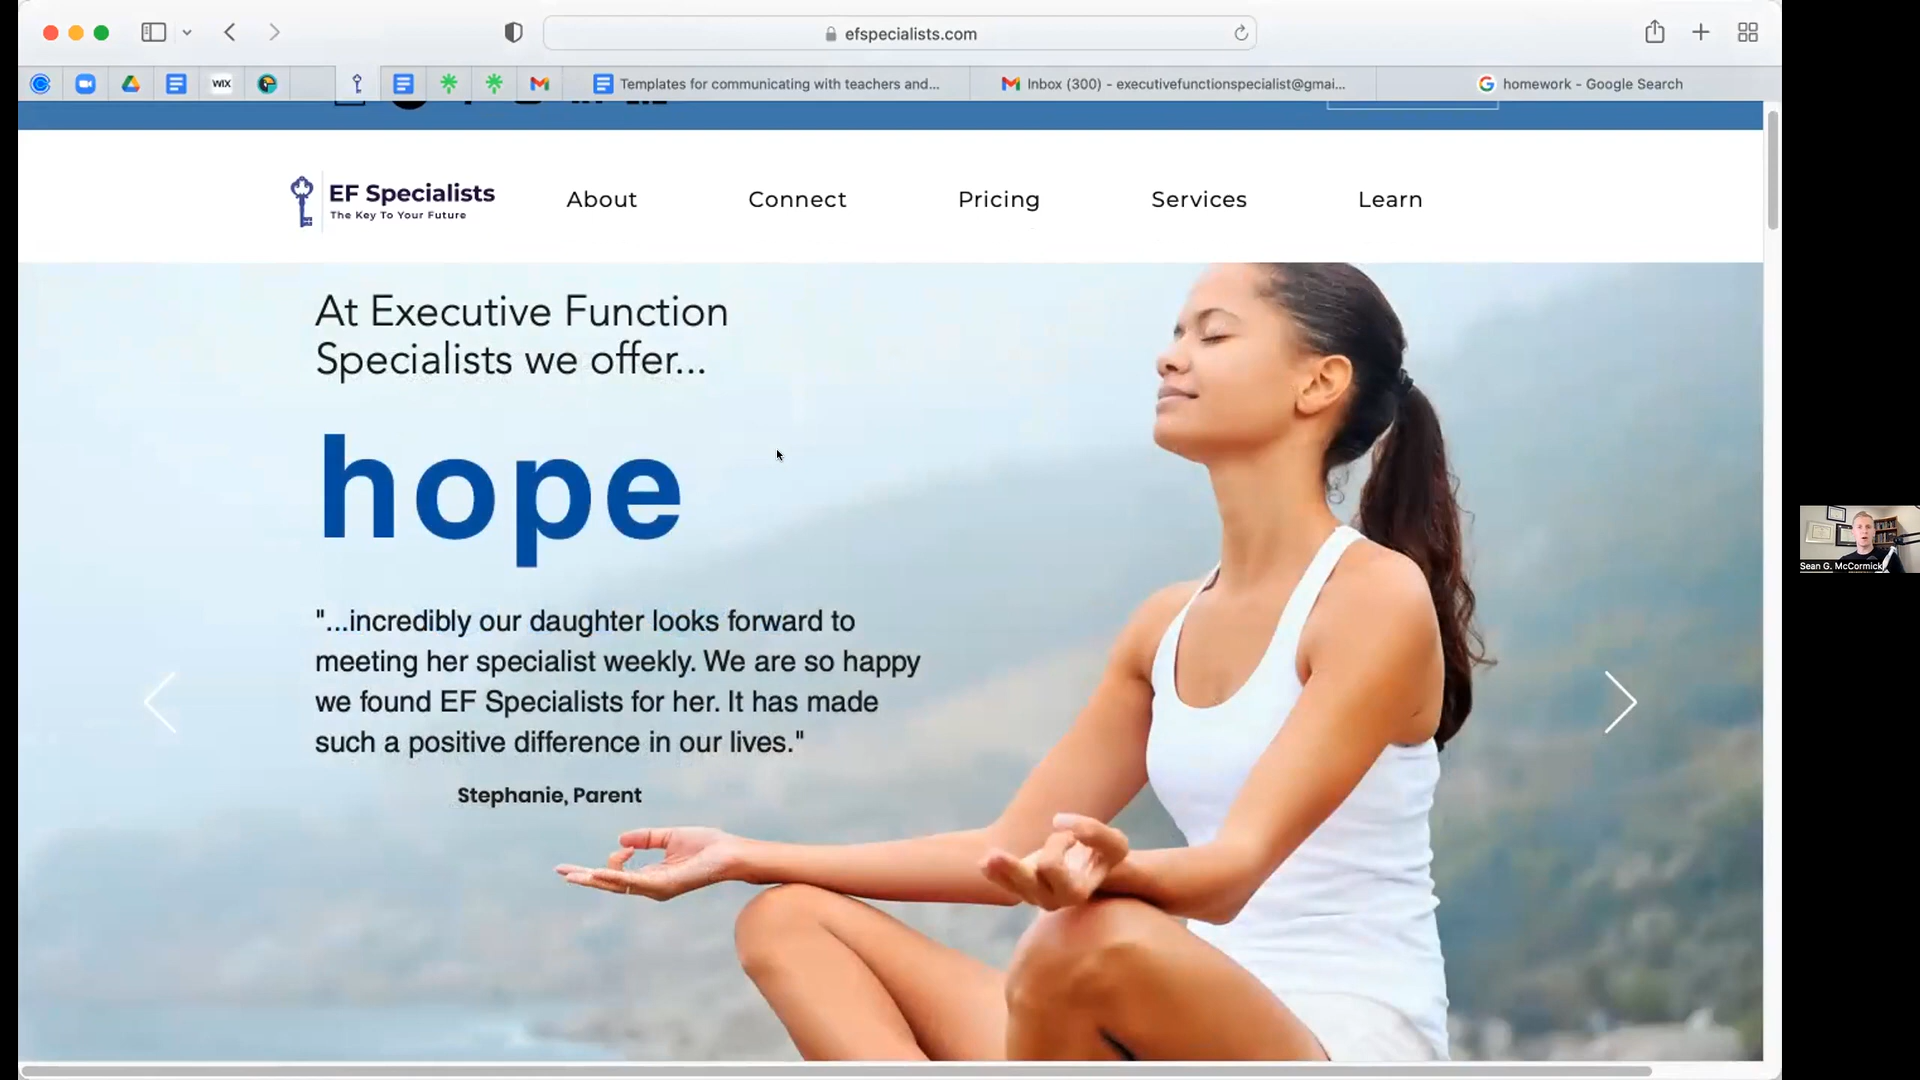 efspecialists.com
WIX
Templates for communicating with teachers and...
Inbox (300) - executivefunctionspecialist@gmai...
homework - Google Search
EF Specialists
The Key To Your Future
About
Connect
Pricing
Services
Learn
At Executive Function
Specialists we offer...
hope
"...incredibly our daughter looks forward to
meeting her specialist weekly. We are so happy
we found EF Specialists for her. It has made
such a positive difference in our lives."
Stephanie, Parent
Sean G. McCormick